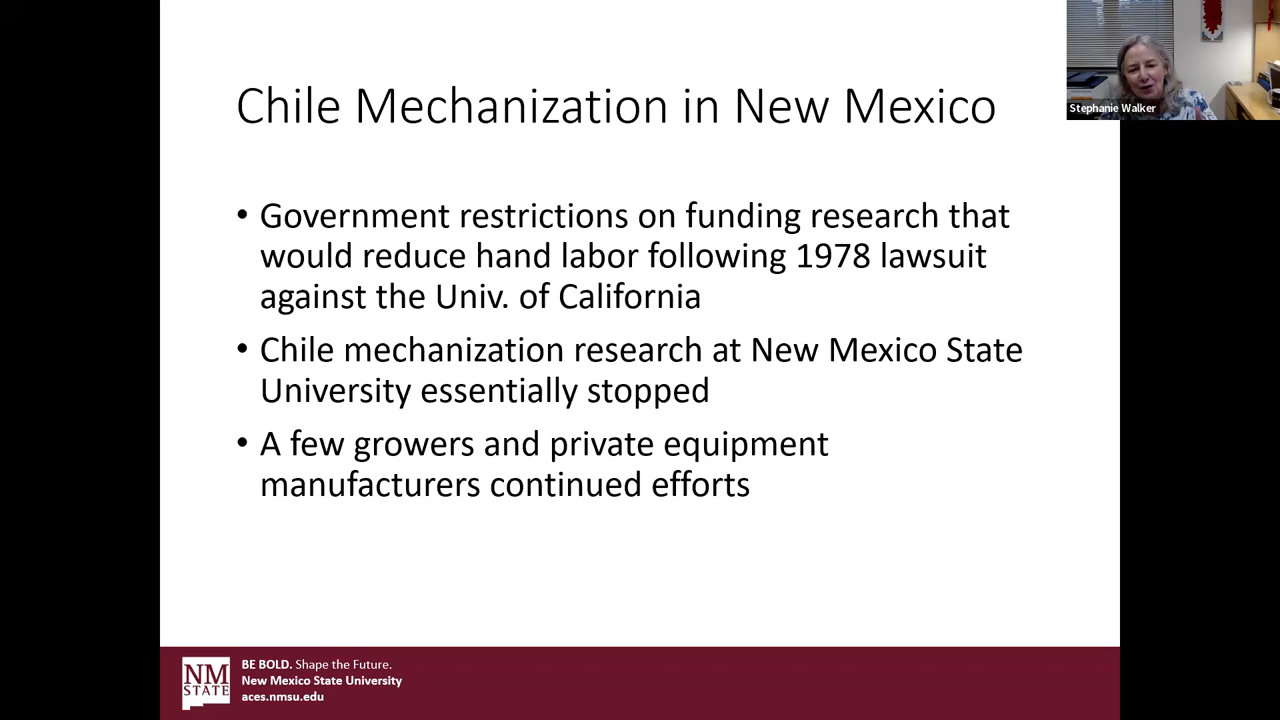 Chile Mechanization in New Mexico
Stephanie Walker
• Government restrictions on funding research that
would reduce hand labor following 1978 lawsuit
against the Univ. of California
• Chile mechanization research at New Mexico State
University essentially stopped
• A few growers and private equipment
manufacturers continued efforts
NM
STATE
BE BOLD. Shape the Future.
New Mexico State University
aces.nmsu.edu